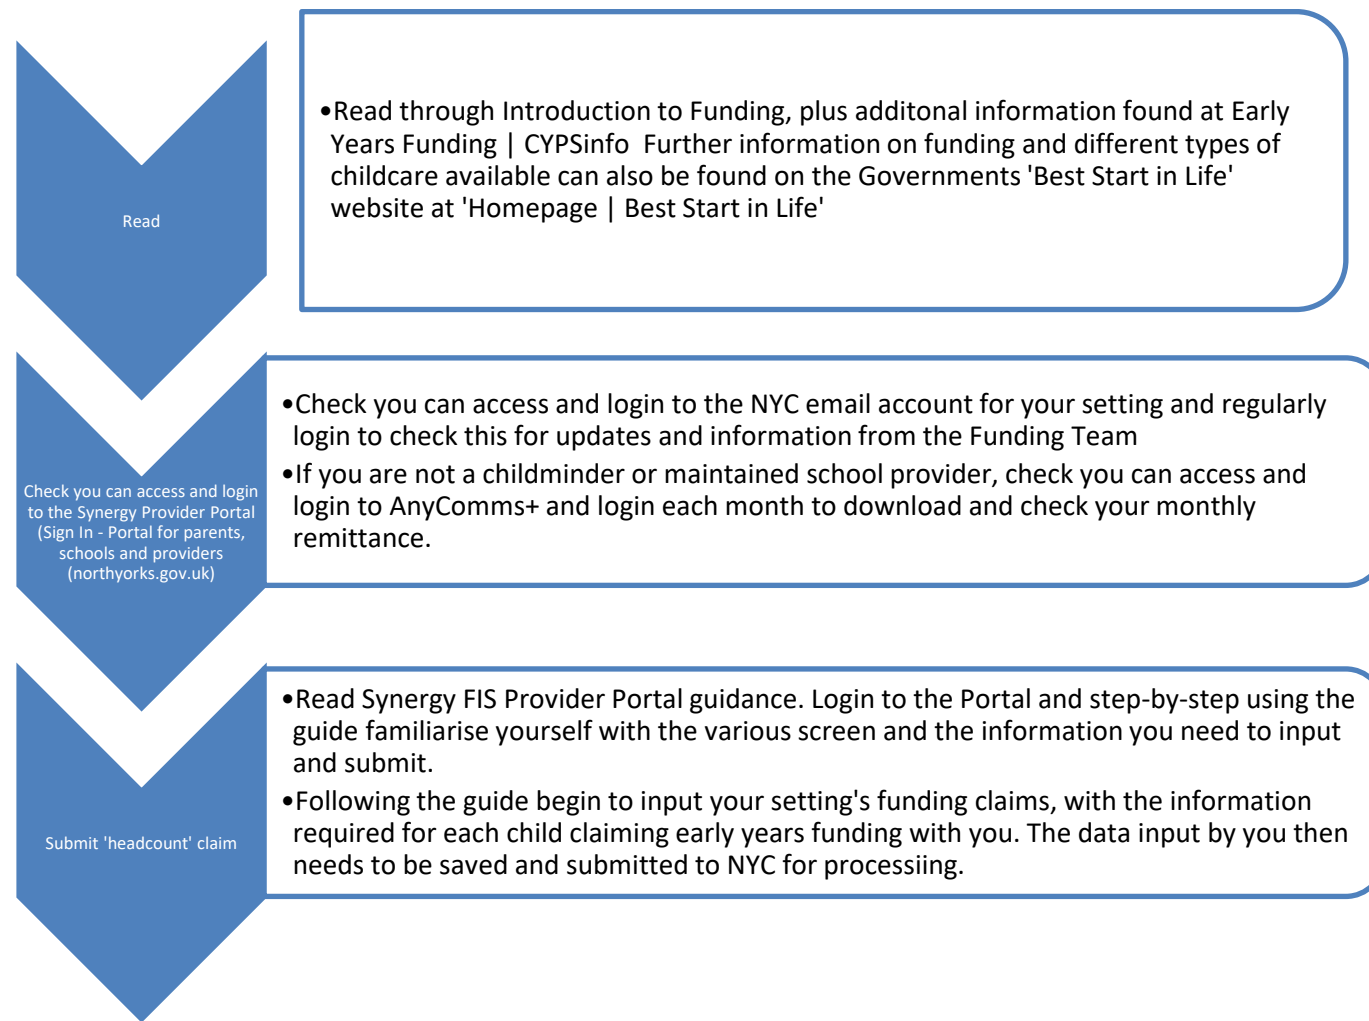 Read
•Read through Introduction to Funding, plus additonal information found at Early
Years Funding | CYPSinfo  Further information on funding and different types of
childcare available can also be found on the Governments 'Best Start in Life'
website at 'Homepage | Best Start in Life'
Check you can access and login
to the Synergy Provider Portal
(Sign In - Portal for parents,
schools and providers
(northyorks.gov.uk)
•Check you can access and login to the NYC email account for your setting and regularly
login to check this for updates and information from the Funding Team
•If you are not a childminder or maintained school provider, check you can access and
login to AnyComms+ and login each month to download and check your monthly
remittance.
Submit 'headcount' claim
•Read Synergy FIS Provider Portal guidance. Login to the Portal and step-by-step using the
guide familiarise yourself with the various screen and the information you need to input
and submit.
•Following the guide begin to input your setting's funding claims, with the information
required for each child claiming early years funding with you. The data input by you then
needs to be saved and submitted to NYC for processiing.